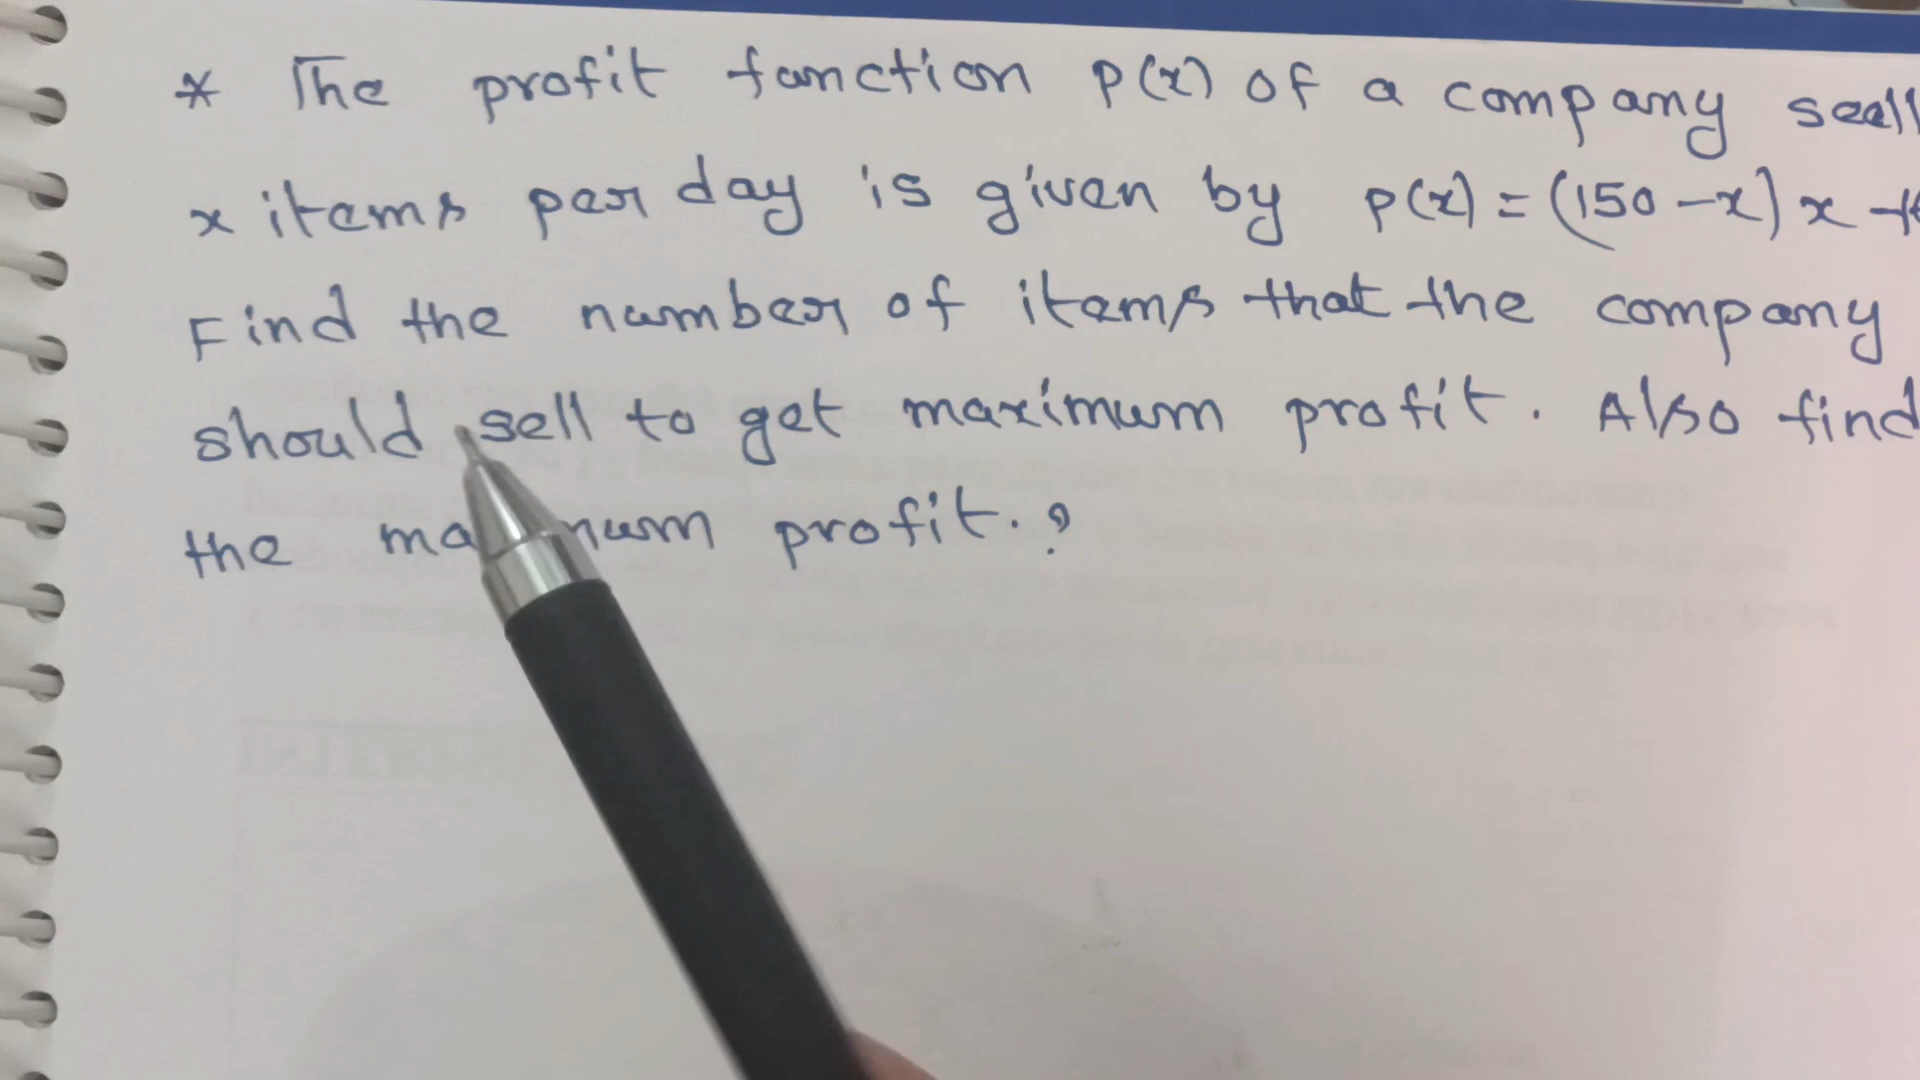 * The profit function P(x) of a company seell
x items per day is given by P(x) = (150 - x) x -
Find the number of items that the company
should sell to get maximum profit. Also find
the profit.?